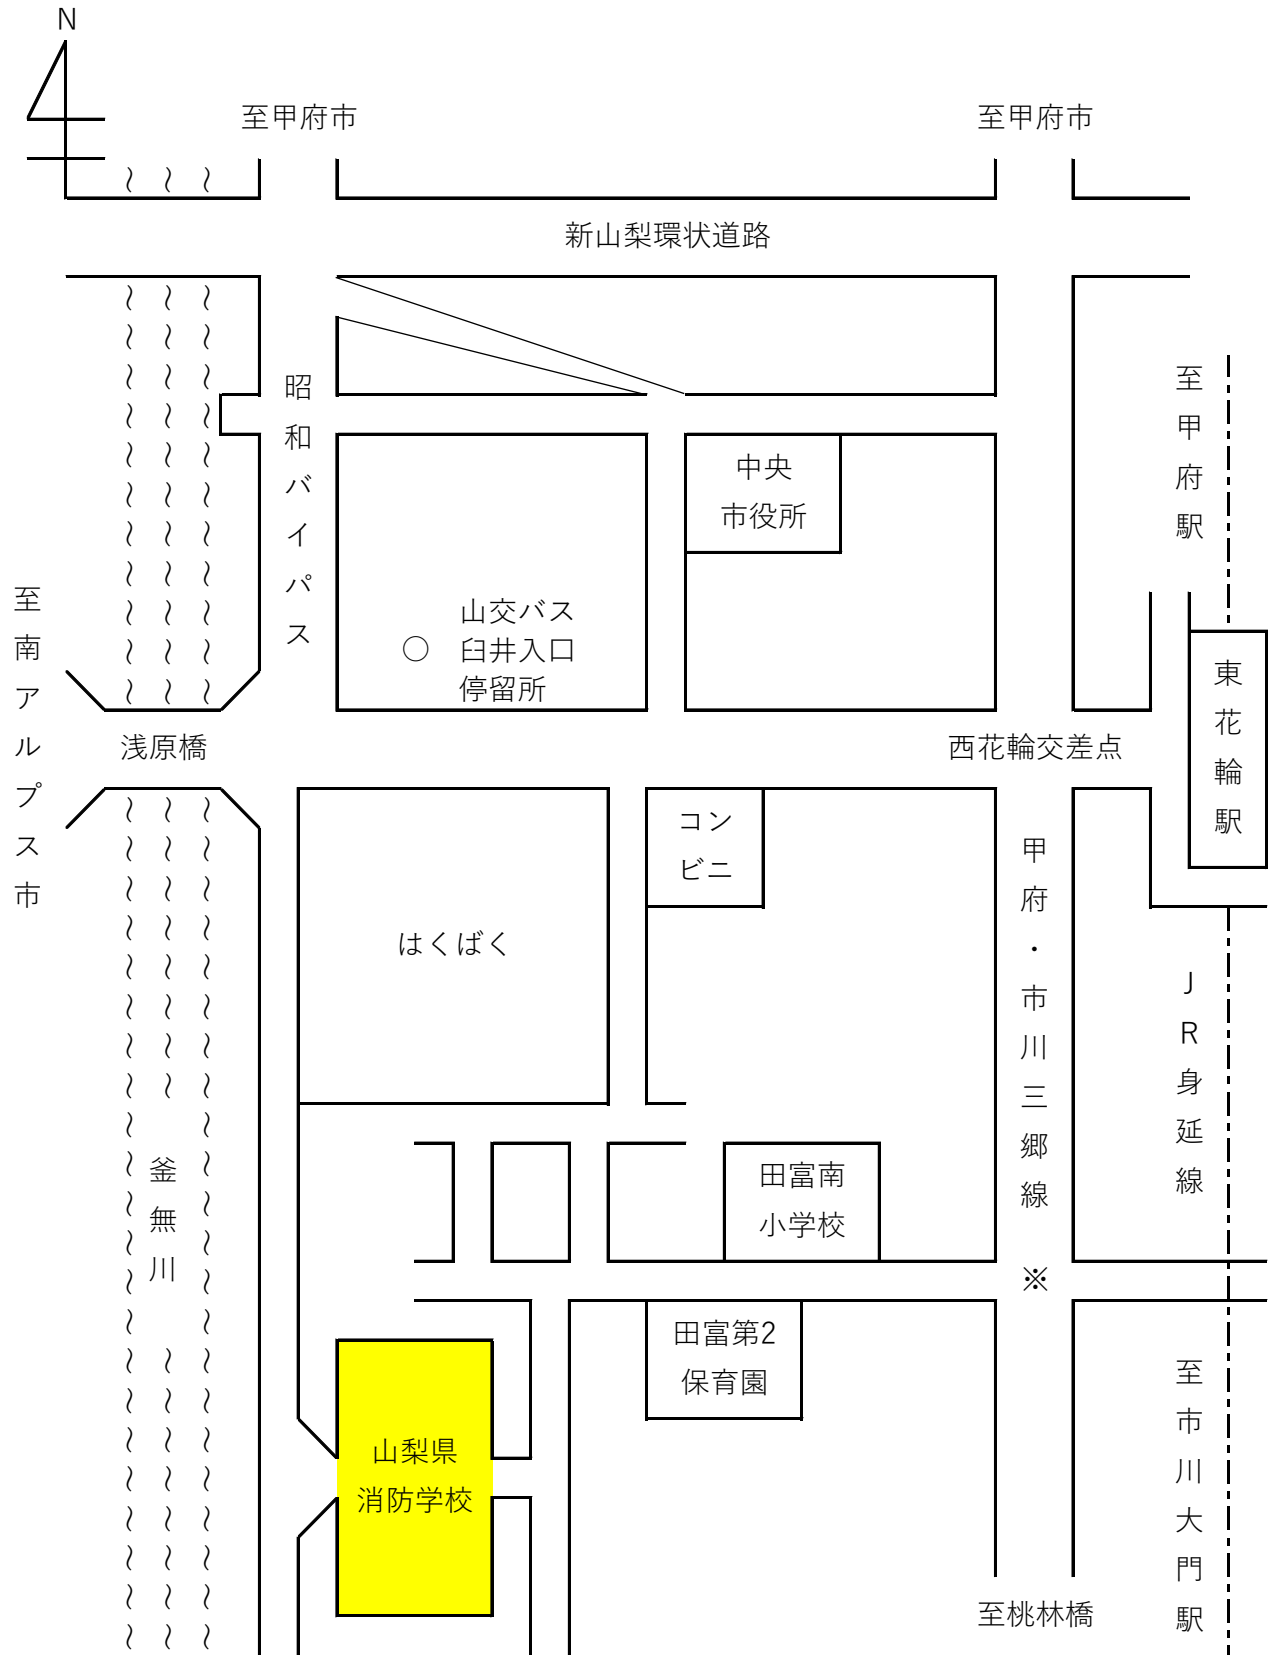 N
至甲府市
至甲府市
新山梨環状道路
昭和バイパス
至甲府駅
中央
市役所
至南アルプス市
山交バス
○ 臼井入口
停留所
東花輪駅
浅原橋
西花輪交差点
コン
ビニ
甲府・市川三郷線
はくばく
JR身延線
釜無川
田富南
小学校
※
田富第2
保育園
至市川大門駅
山梨県
消防学校
至桃林橋